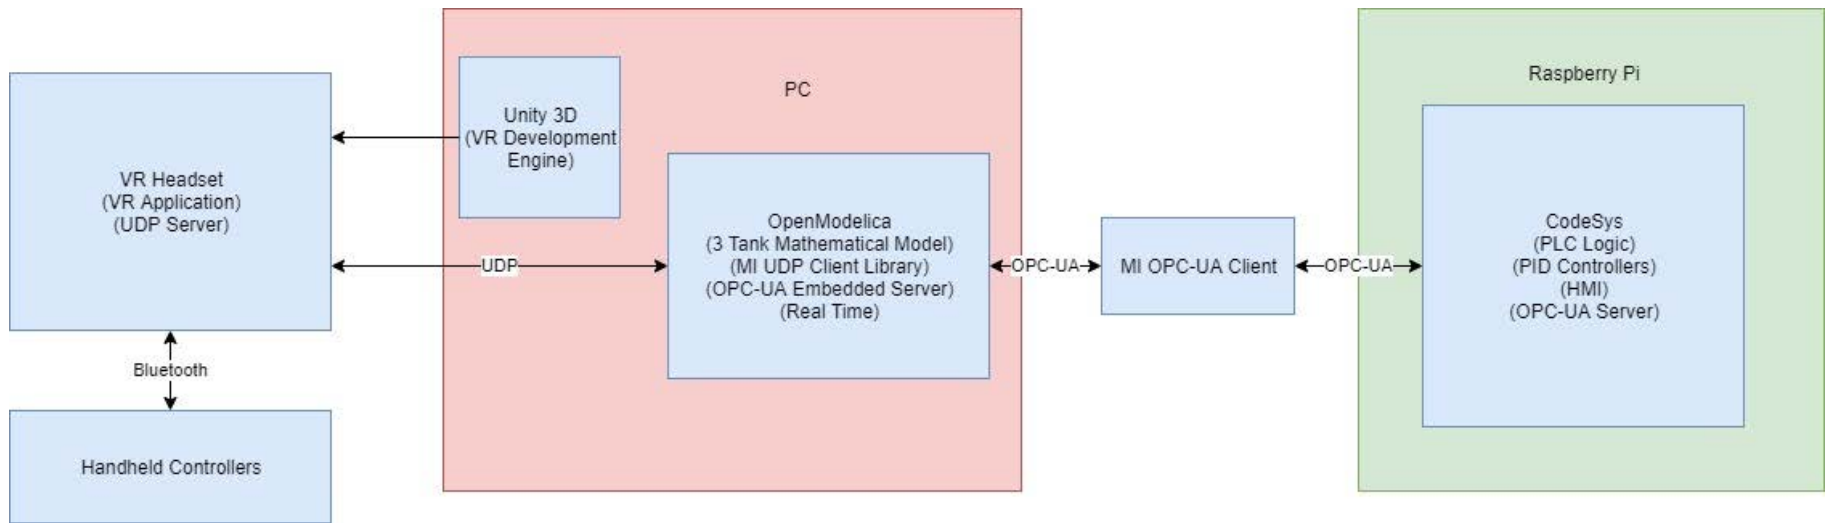 PC
Raspberry Pi
Unity 3D
(VR Development
Engine)
VR Headset
(VR Application)
(UDP Server)
OpenModelica
(3 Tank Mathematical Model)
(MI UDP Client Library)
(OPC-UA Embedded Server)
(Real Time)
CodeSys
(PLC Logic)
(PID Controllers)
(HMI)
(OPC-UA Server)
UDP
OPC-UA
MI OPC-UA Client
OPC-UA
Bluetooth
Handheld Controllers